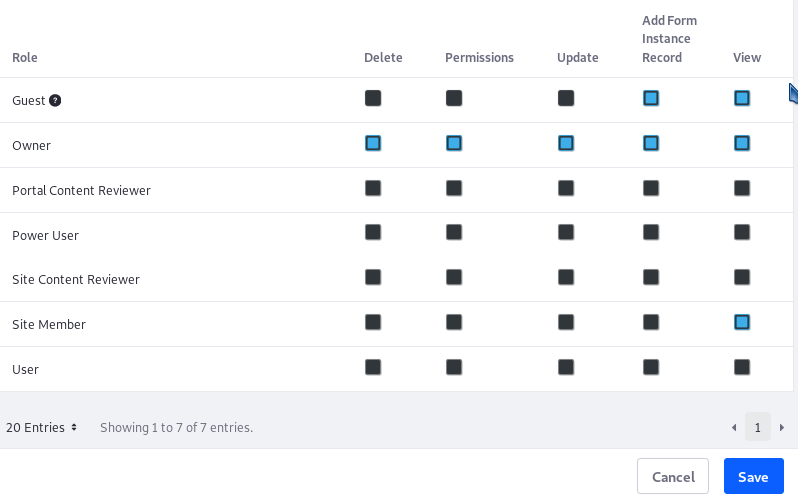 Role Delete Permissions Update Add Form Instance Record View
Guest ?
Owner
Portal Content Reviewer
Power User
Site Content Reviewer
Site Member
User
20 Entries Showing 1 to 7 of 7 entries. 1
Cancel Save